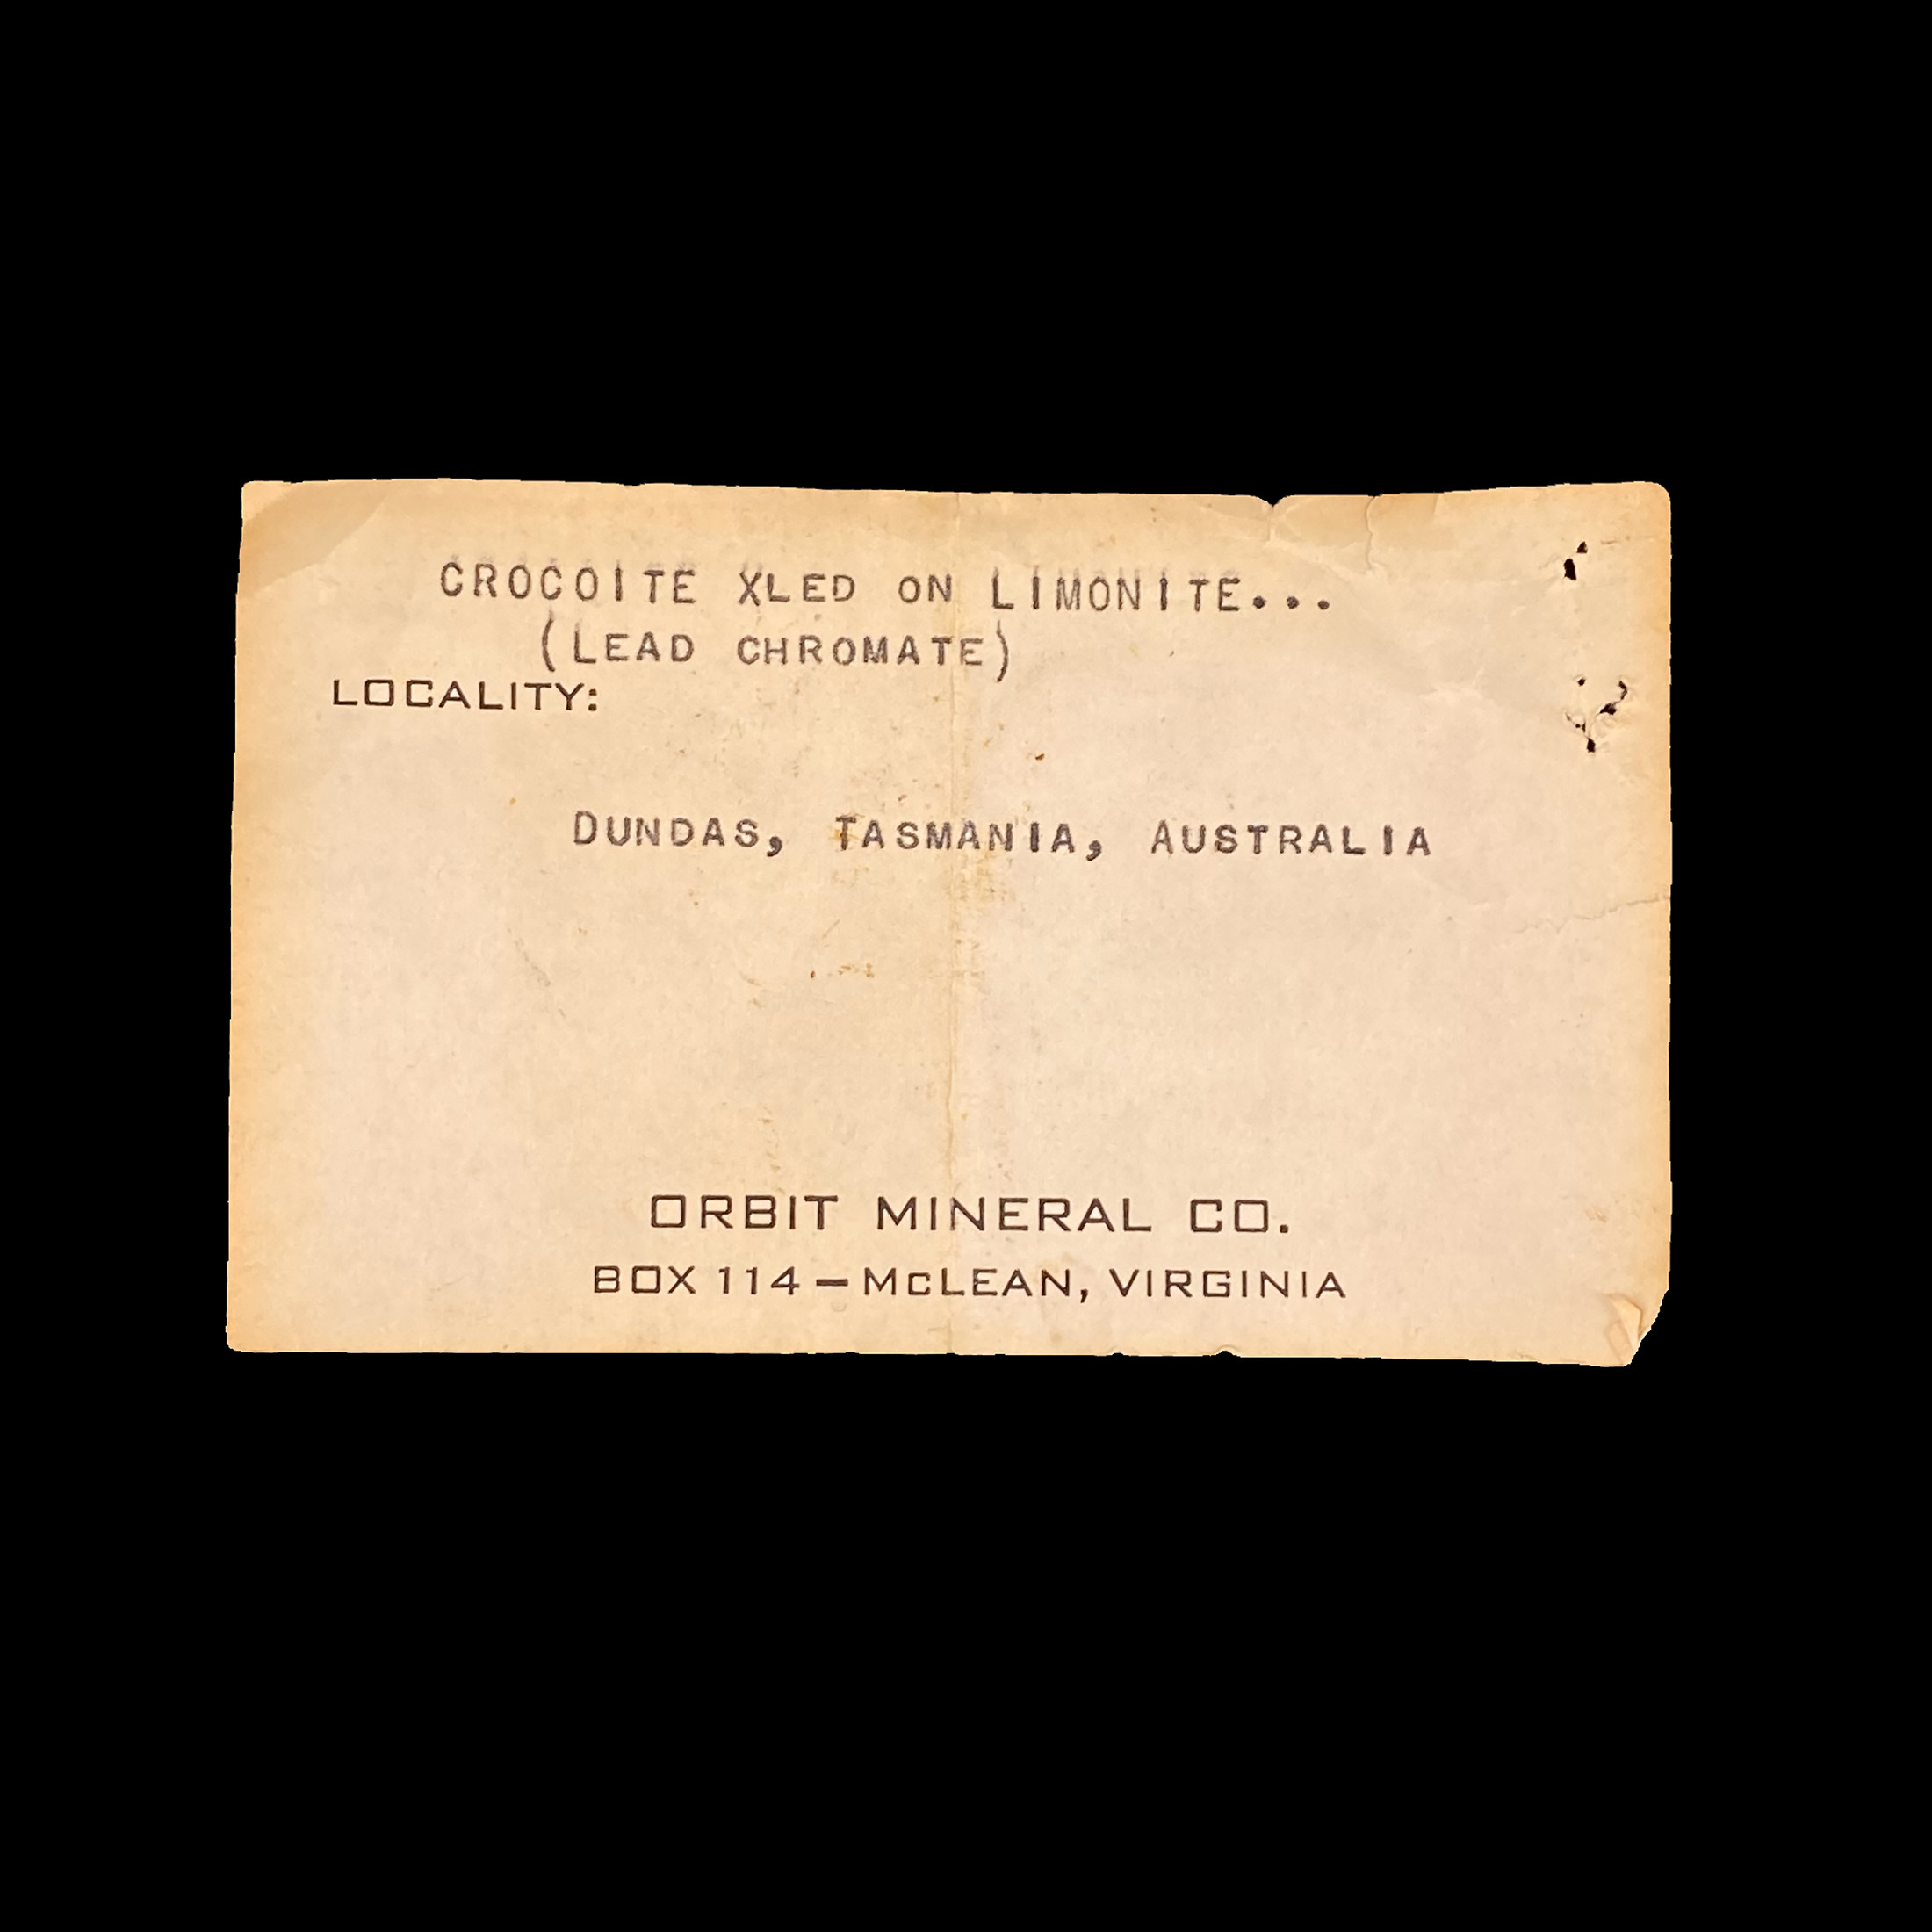 CROCOITE XLED ON LIMONITE...
(LEAD CHROMATE)
LOCALITY:
DUNDAS, TASMANIA, AUSTRALIA
ORBIT MINERAL CO.
BOX 114 — McLEAN, VIRGINIA